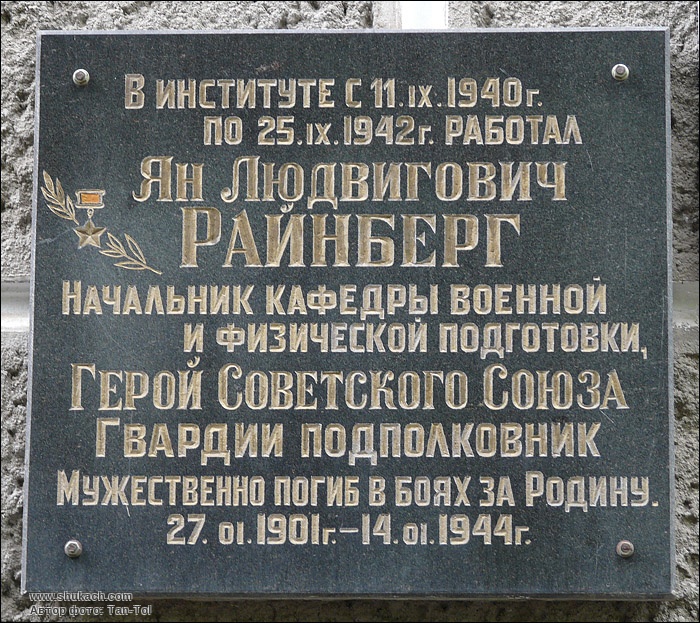 В ИНСТИТУТЕ С 11.IX.1940г.
ПО 25.IX.1942г. РАБОТАЛ
ЯН ЛЮДВИГОВИЧ
РАЙНБЕРГ
НАЧАЛЬНИК КАФЕДРЫ ВОЕННОЙ
И ФИЗИЧЕСКОЙ ПОДГОТОВКИ,
ГЕРОЙ СОВЕТСКОГО СОЮЗА
ГВАРДИИ ПОДПОЛКОВНИК
МУЖЕСТВЕННО ПОГИБ В БОЯХ ЗА РОДИНУ.
27.01.1901г.–14.01.1944г.
www.shukach.com
Автор фото: Tan-Tol